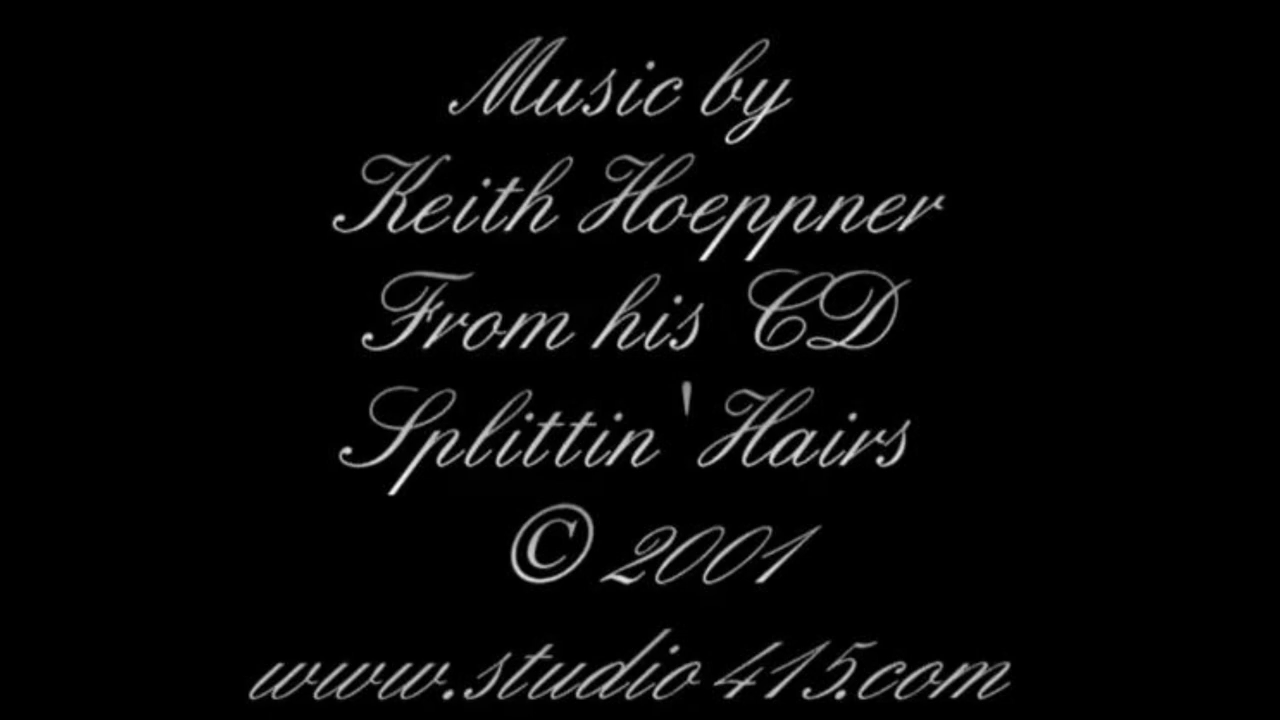 Music by
Keith Hoeppner
From his CD
Splittin' Hairs
© 2001
www.studio415.com